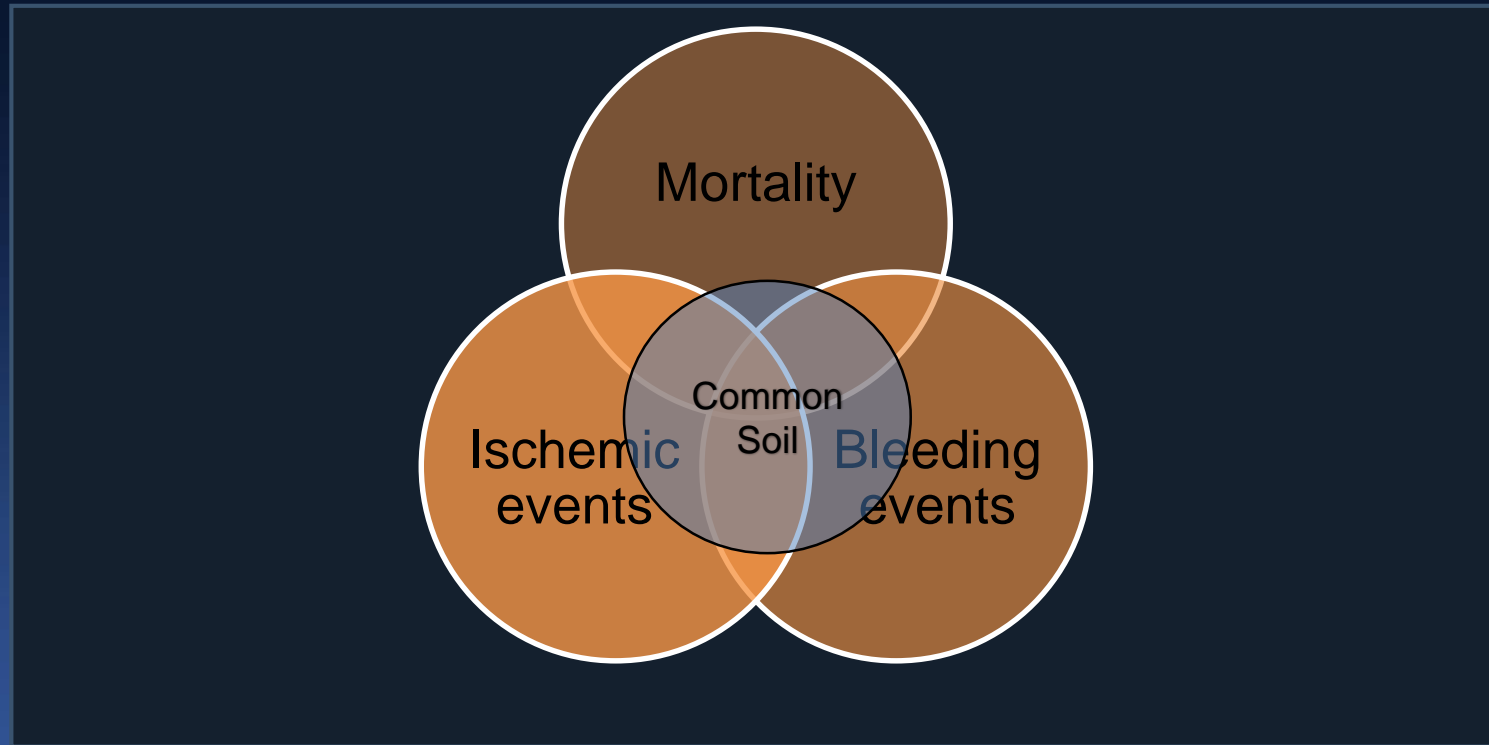 Mortality
Common
Soil
Ischemic
events
Bleeding
events